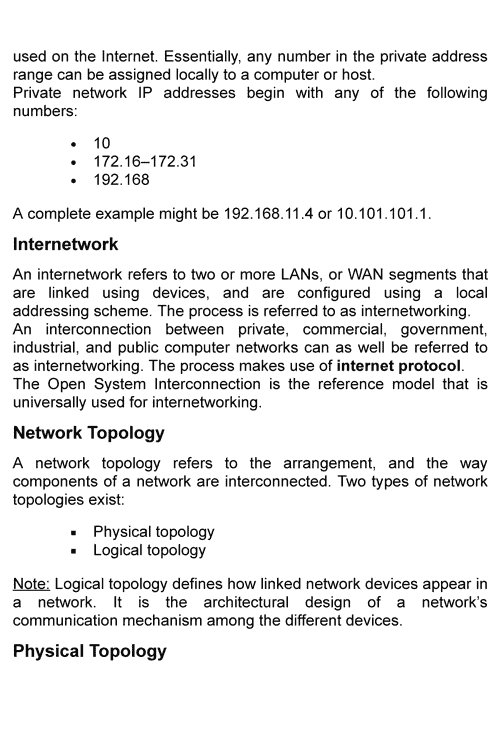 used on the Internet. Essentially, any number in the private address
range can be assigned locally to a computer or host.
Private network IP addresses begin with any of the following
numbers:
• 10
• 172.16–172.31
• 192.168
A complete example might be 192.168.11.4 or 10.101.101.1.
Internetwork
An internetwork refers to two or more LANs, or WAN segments that
are linked using devices, and are configured using a local
addressing scheme. The process is referred to as internetworking.
An interconnection between private, commercial, government,
industrial, and public computer networks can as well be referred to
as internetworking. The process makes use of internet protocol.
The Open System Interconnection is the reference model that is
universally used for internetworking.
Network Topology
A network topology refers to the arrangement, and the way
components of a network are interconnected. Two types of network
topologies exist:
▪ Physical topology
▪ Logical topology
Note: Logical topology defines how linked network devices appear in
a network. It is the architectural design of a network’s
communication mechanism among the different devices.
Physical Topology